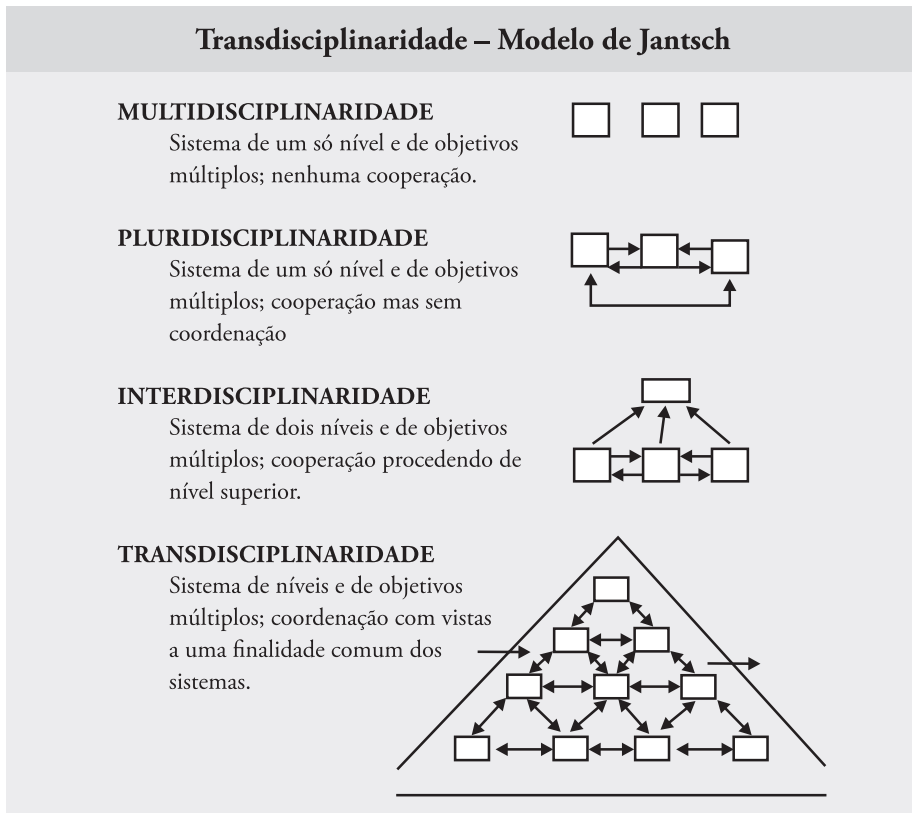 Transdisciplinaridade – Modelo de Jantsch
MULTIDISCIPLINARIDADE
Sistema de um só nível e de objetivos
múltiplos; nenhuma cooperação.
PLURIDISCIPLINARIDADE
Sistema de um só nível e de objetivos
múltiplos; cooperação mas sem
coordenação
INTERDISCIPLINARIDADE
Sistema de dois níveis e de objetivos
múltiplos; cooperação procedendo de
nível superior.
TRANSDISCIPLINARIDADE
Sistema de níveis e de objetivos
múltiplos; coordenação com vistas
a uma finalidade comum dos
sistemas.